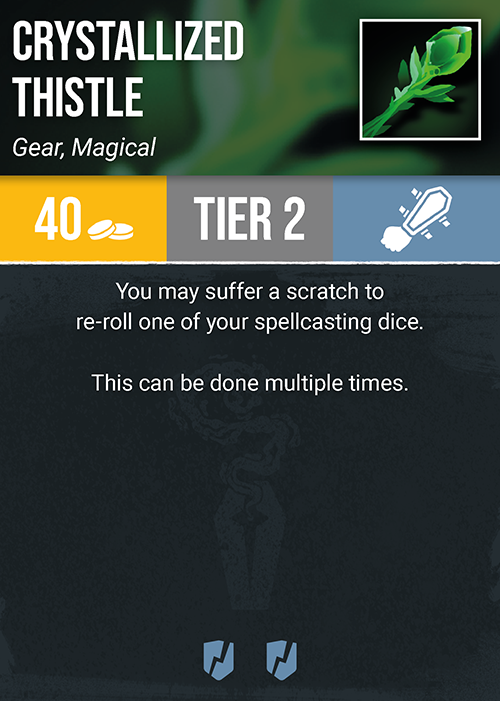 CRYSTALLIZED
THISTLE
Gear, Magical
40
TIER 2
You may suffer a scratch to
re-roll one of your spellcasting dice.
This can be done multiple times.